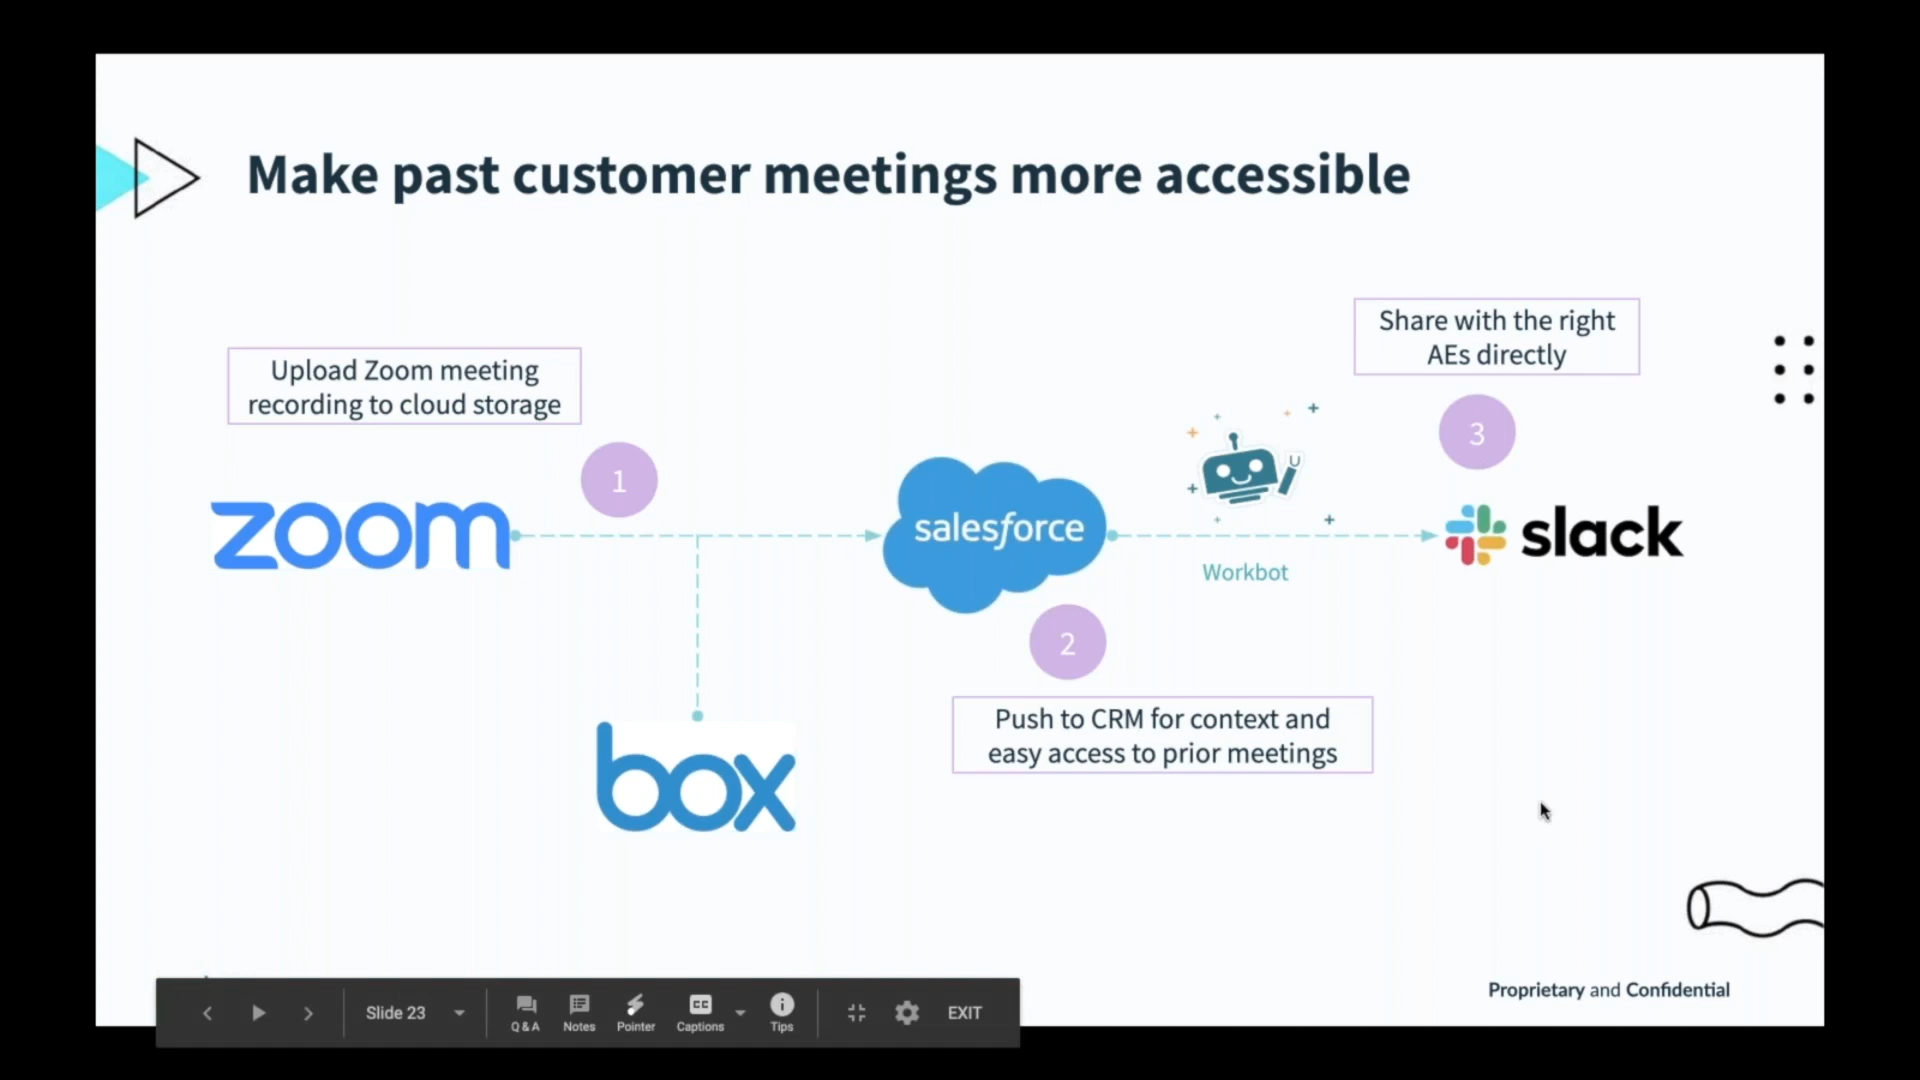 Make past customer meetings more accessible
Share with the right
AEs directly
Upload Zoom meeting
recording to cloud storage
3
1
U
zoom
salesforce
slack
Workbot
2
Push to CRM for context and
easy access to prior meetings
box
Proprietary and Confidential
Slide 23
Q & A
Notes
Pointer
CC
Captions
Tips
EXIT